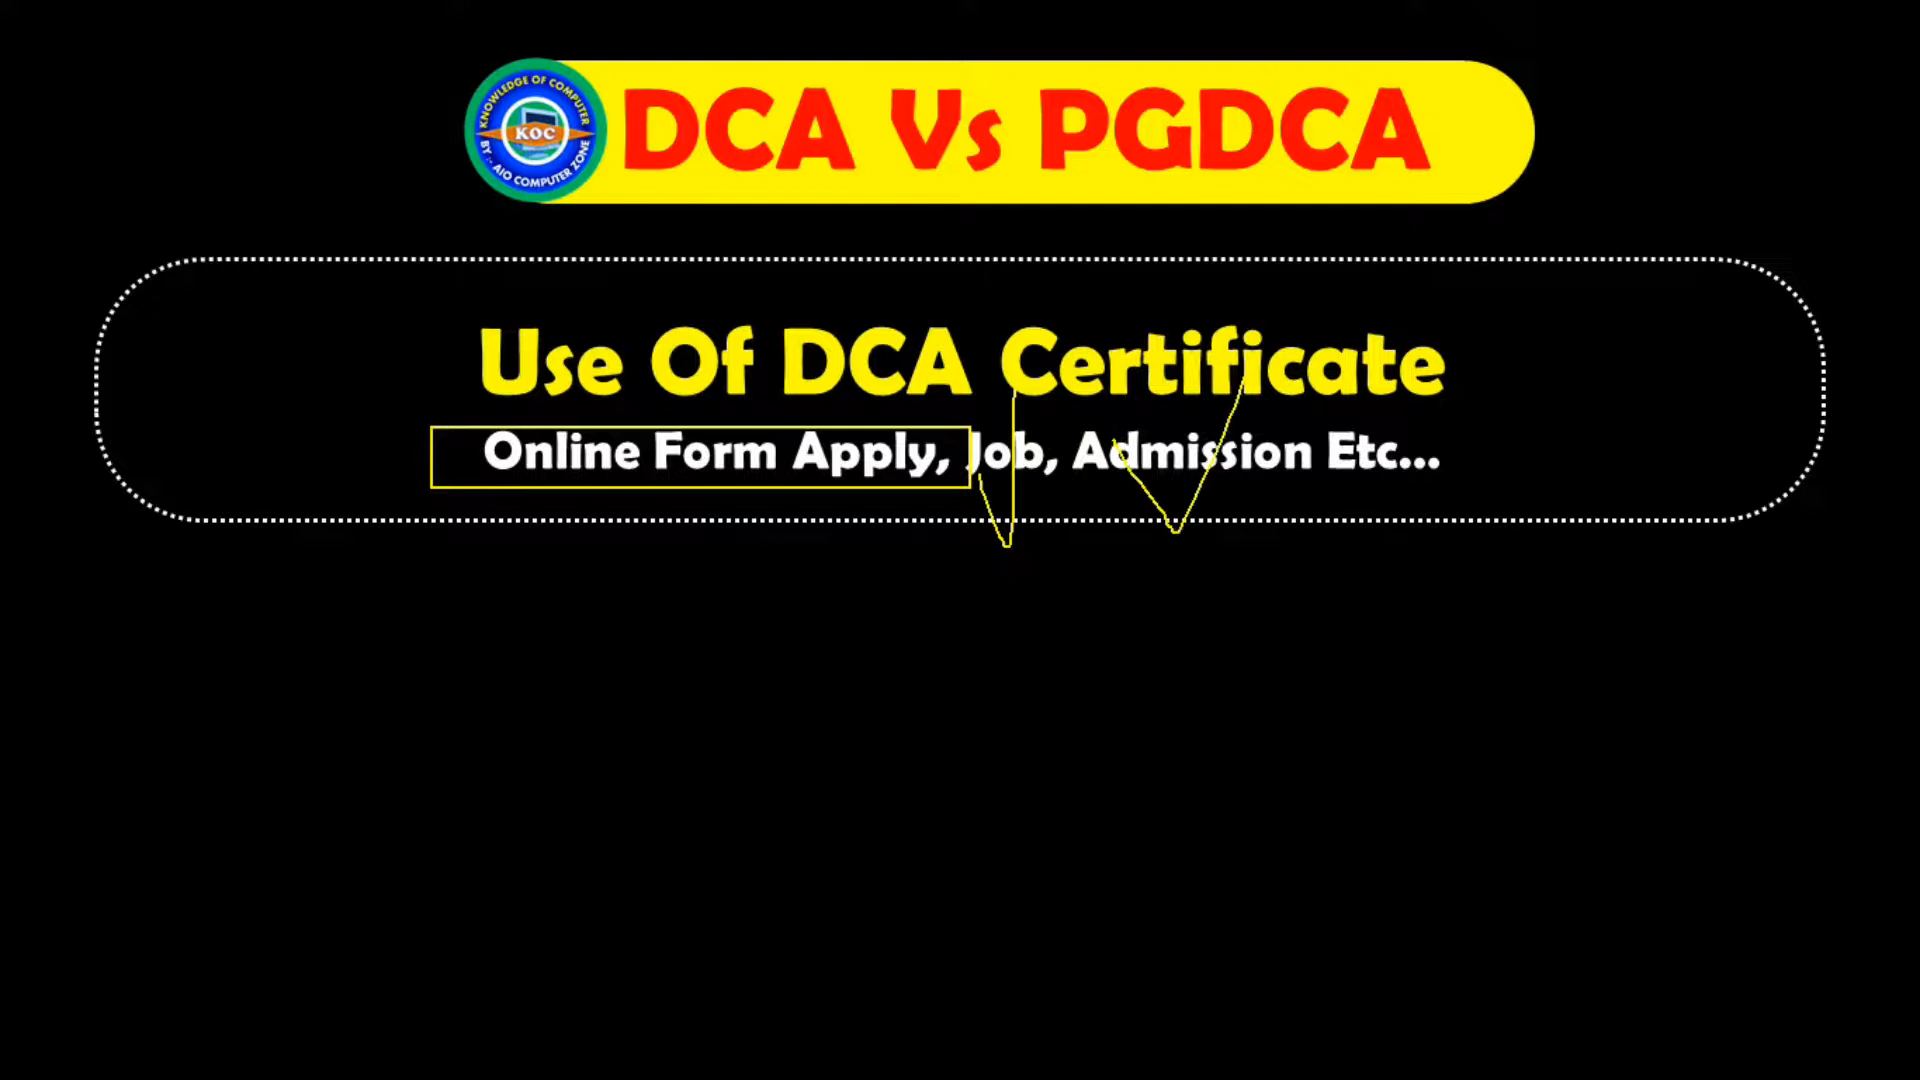 KNOWLEDGE OF COMPUTER
KOC
BY :- AIO COMPUTER ZONE
DCA Vs PGDCA
Use Of DCA Certificate
Online Form Apply, Job, Admission Etc...